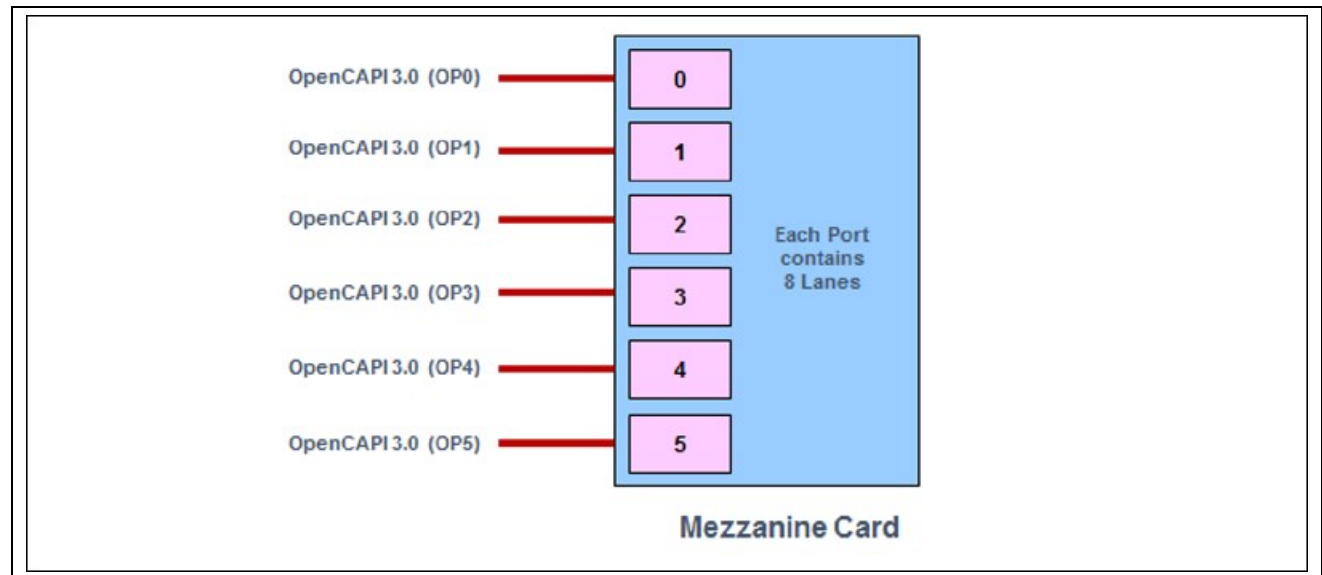 OpenCAPI 3.0 (OP0)
0
OpenCAPI 3.0 (OP1)
1
OpenCAPI 3.0 (OP2)
2
OpenCAPI 3.0 (OP3)
3
OpenCAPI 3.0 (OP4)
4
OpenCAPI 3.0 (OP5)
5
Each Port
contains
8 Lanes
Mezzanine Card